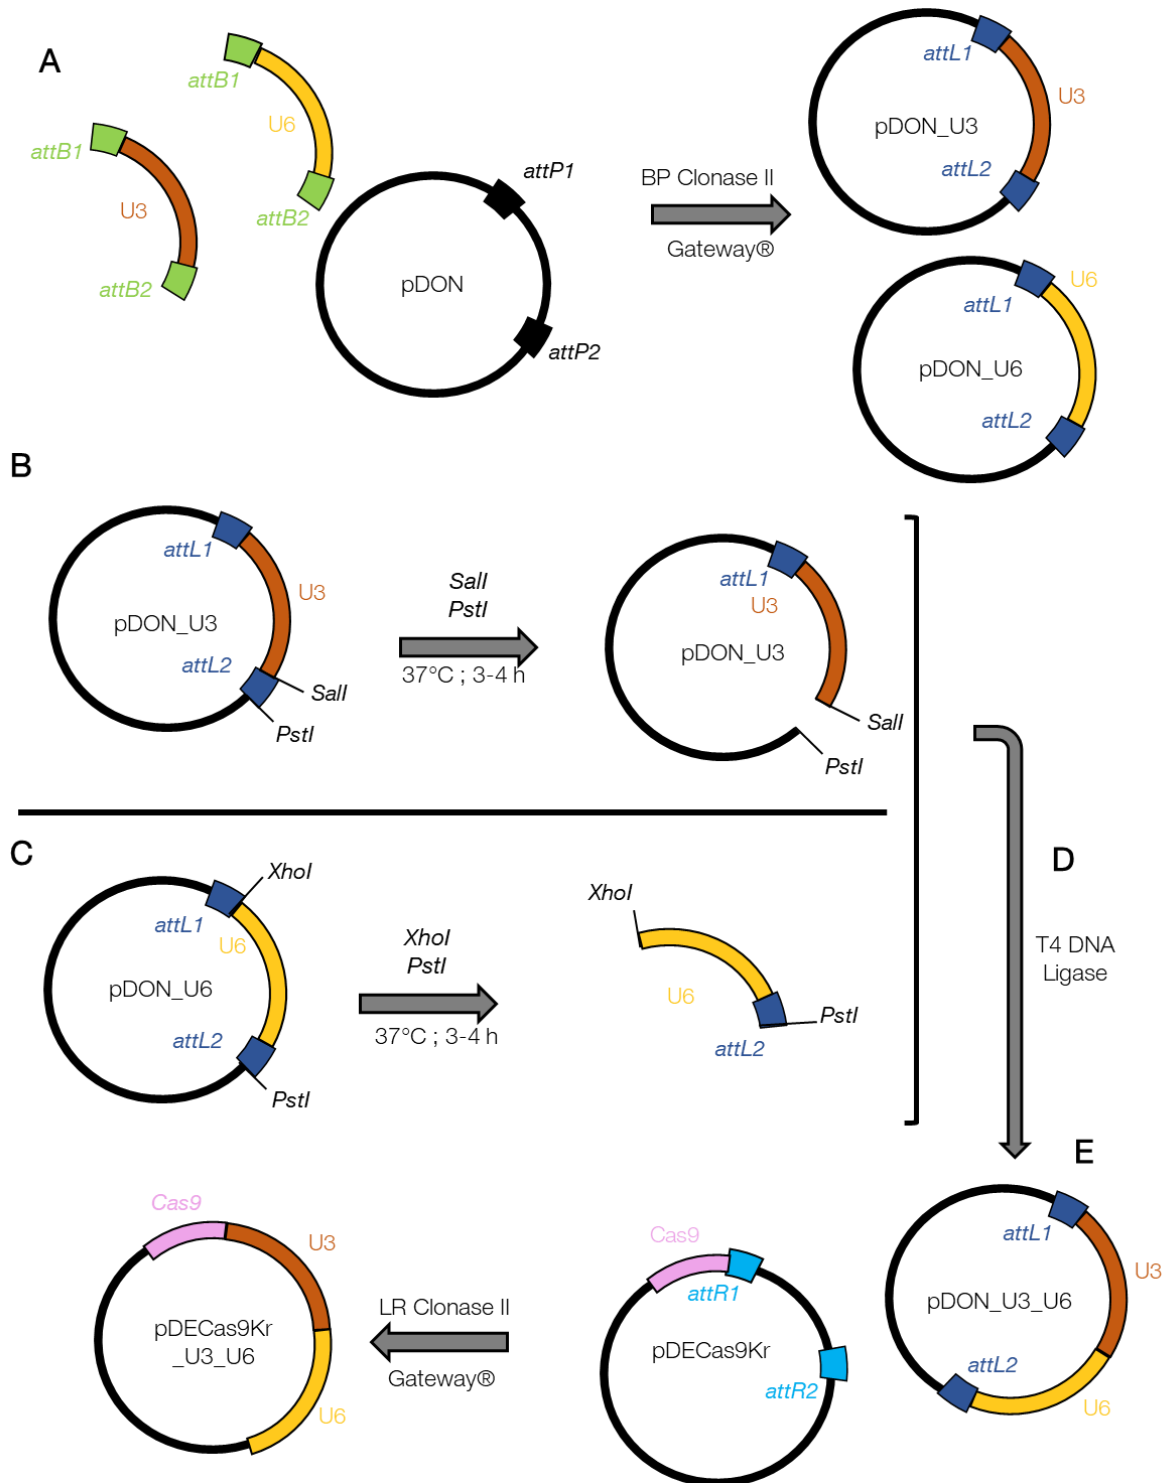 A
attB1
U6
attB2
attB1
U3
attB2
attP1
pDON
attP2
BP Clonase II
Gateway®
attL1
U3
pDON_U3
attL2
attL1
U6
pDON_U6
attL2
B
attL1
U3
pDON_U3
attL2
SalI
PstI
SalI
PstI
37°C ; 3-4 h
attL1
U3
pDON_U3
SalI
PstI
C
XhoI
attL1
U6
pDON_U6
attL2
PstI
XhoI
PstI
37°C ; 3-4 h
XhoI
U6
PstI
attL2
D
T4 DNA
Ligase
E
attL1
U3
pDON_U3_U6
attL2
U6
Cas9
attR1
pDECas9Kr
attR2
LR Clonase II
Gateway®
Cas9
U3
pDECas9Kr
_U3_U6
U6